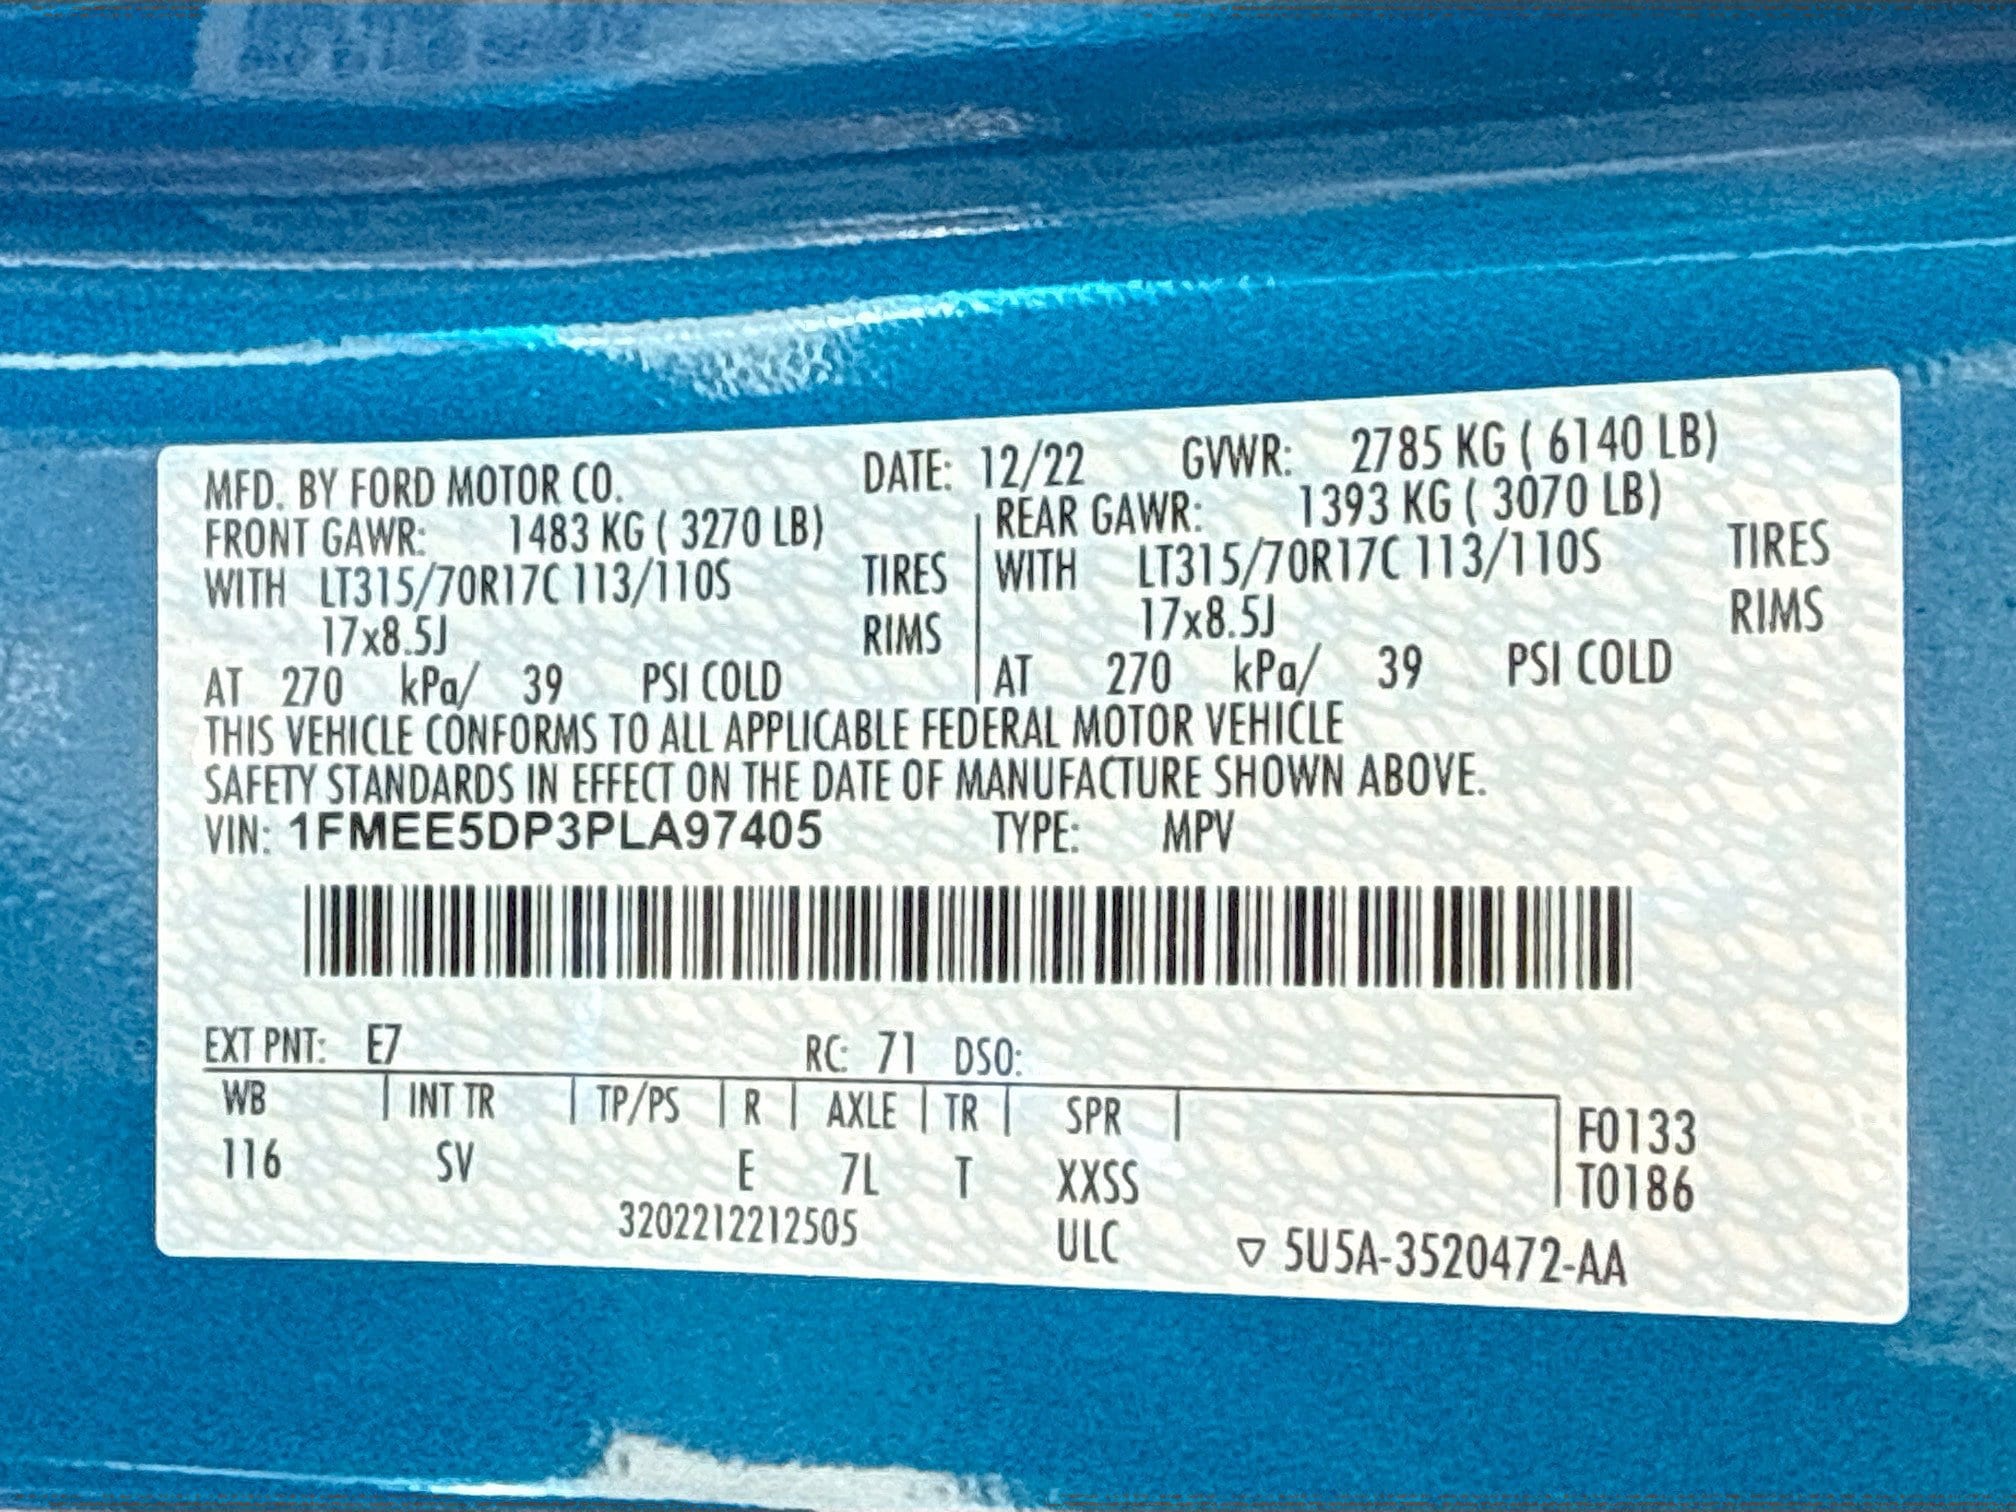 MFD. BY FORD MOTOR CO. DATE: 12/22 GVWR: 2785 KG ( 6140 LB)
FRONT GAWR: 1483 KG ( 3270 LB) REAR GAWR: 1393 KG ( 3070 LB)
WITH LT315/70R17C 113/110S TIRES WITH LT315/70R17C 113/110S TIRES
17x8.5J RIMS 17x8.5J RIMS
AT 270 kPa/ 39 PSI COLD AT 270 kPa/ 39 PSI COLD
THIS VEHICLE CONFORMS TO ALL APPLICABLE FEDERAL MOTOR VEHICLE
SAFETY STANDARDS IN EFFECT ON THE DATE OF MANUFACTURE SHOWN ABOVE.
VIN: 1FMEE5DP3PLA97405 TYPE: MPV
EXT PNT: E7 RC: 71 DSO:
WB INT TR TP/PS R AXLE TR SPR F0133
116 SV E 7L T XXSS T0186
3202212212505 ULC ▽ 5U5A-3520472-AA